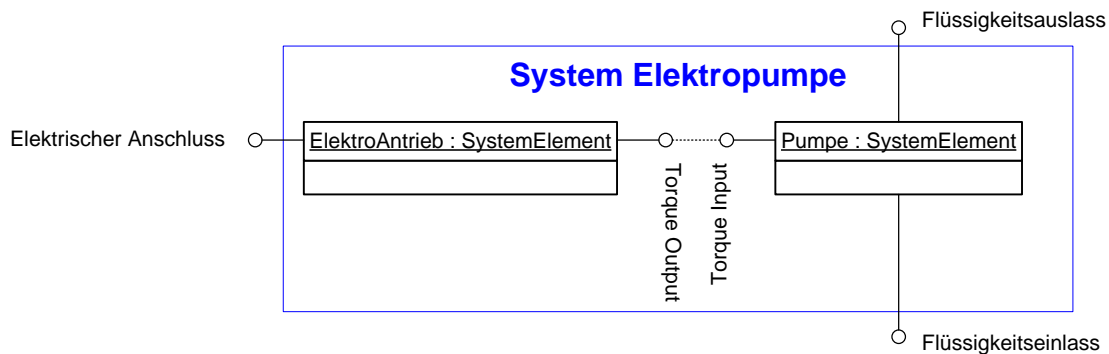 Flüssigkeitsauslass
System Elektropumpe
Elektrischer Anschluss
ElektroAntrieb : SystemElement
Pumpe : SystemElement
Torque Output
Torque Input
Flüssigkeitseinlass